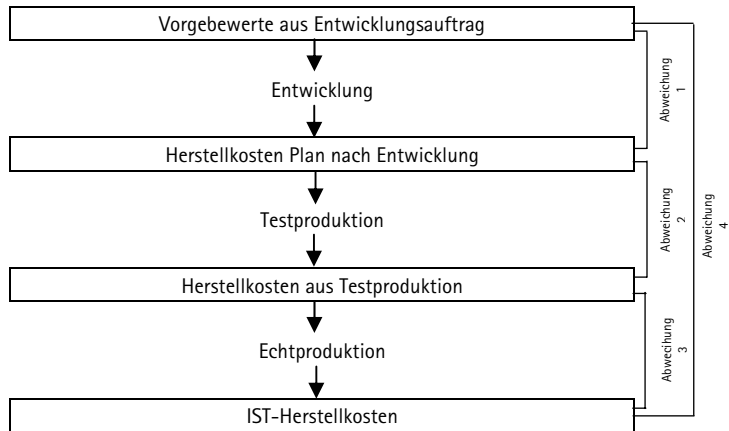 Vorgebewerte aus Entwicklungsauftrag
Entwicklung
Herstellkosten Plan nach Entwicklung
Testproduktion
Herstellkosten aus Testproduktion
Echtproduktion
IST-Herstellkosten
Abweichung
1
Abweichung
2
Abwecihung
3
Abweichung
4